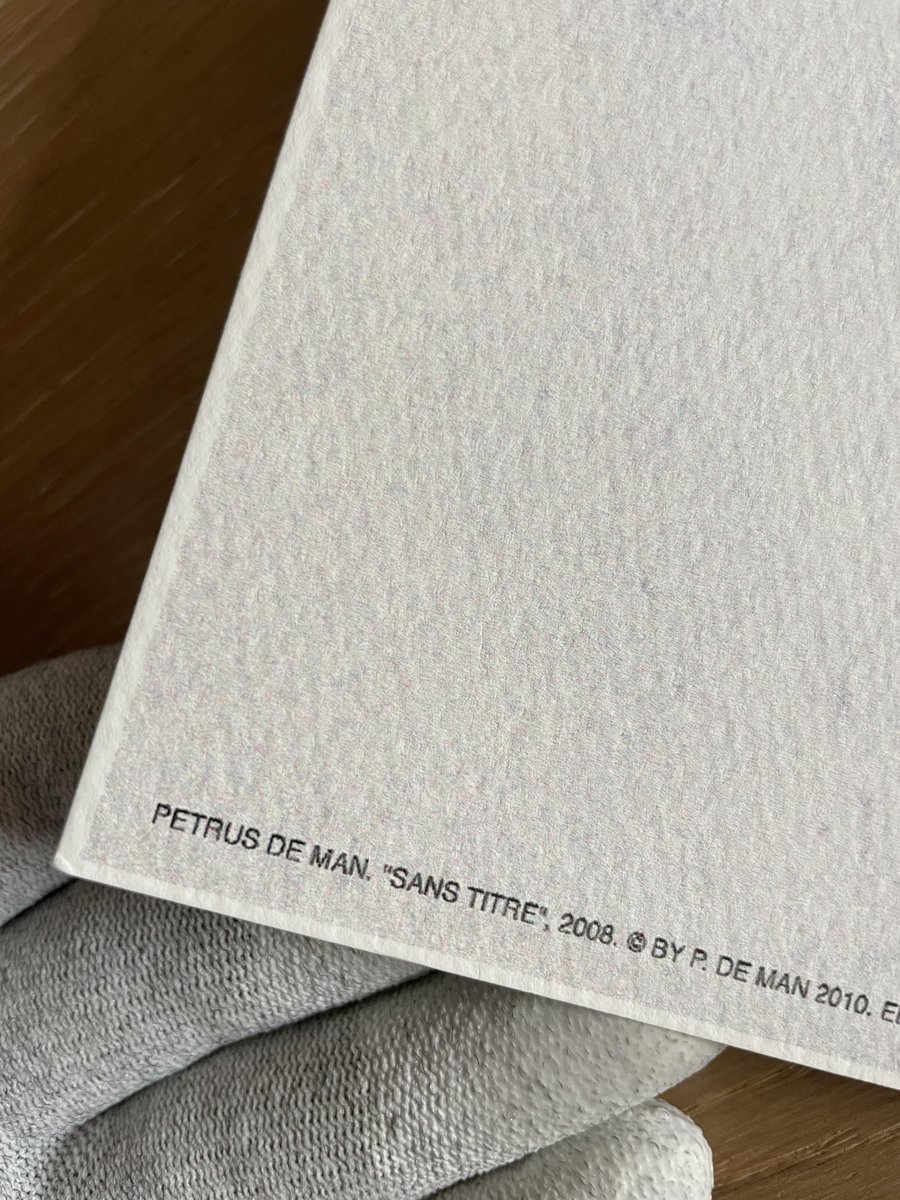 PETRUS DE MAN. "SANS TITRE", 2008. © BY P. DE MAN 2010.